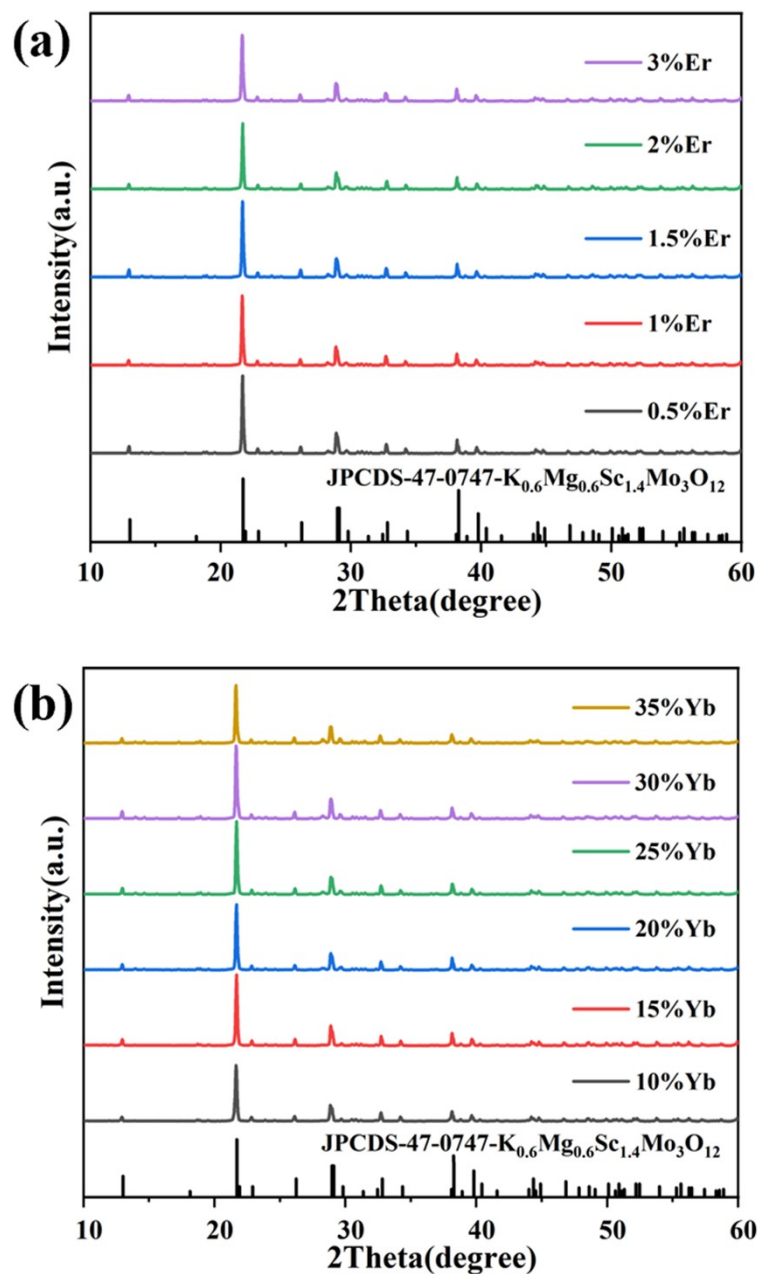 (a)
3%Er
2%Er
1.5%Er
1%Er
0.5%Er
JPCDS-47-0747-K0.6Mg0.6Sc1.4Mo3O12
Intensity(a.u.)
10 20 30 40 50 60
2Theta(degree)
(b)
35%Yb
30%Yb
25%Yb
20%Yb
15%Yb
10%Yb
JPCDS-47-0747-K0.6Mg0.6Sc1.4Mo3O12
Intensity(a.u.)
10 20 30 40 50 60
2Theta(degree)